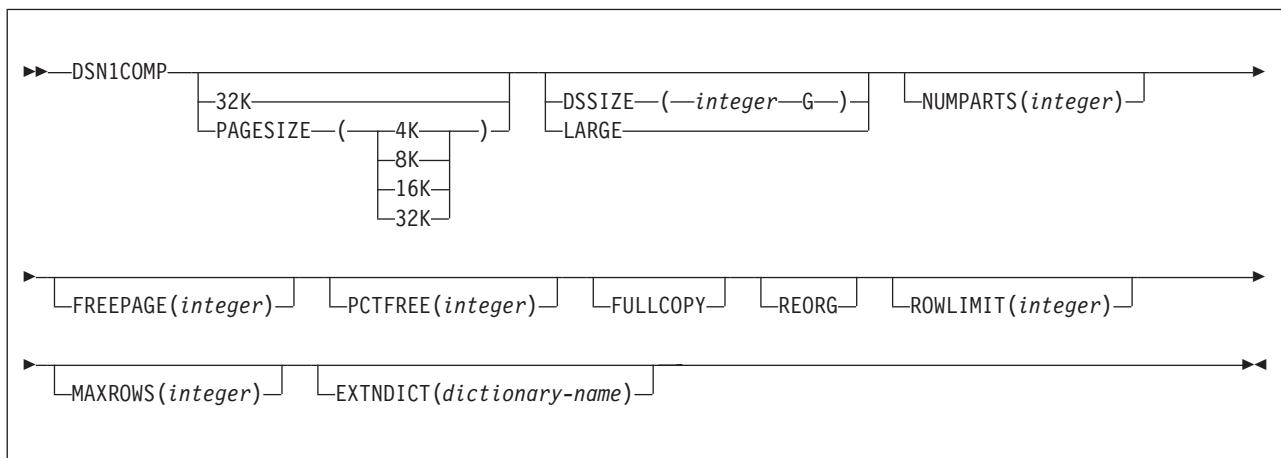 DSN1COMP
32K
PAGESIZE ( 4K )
8K
16K
32K
DSSIZE ( integer G )
LARGE
NUMPARTS(integer)
FREEPAGE(integer) PCTFREE(integer) FULLCOPY REORG ROWLIMIT(integer)
MAXROWS(integer) EXTNDICT(dictionary-name)